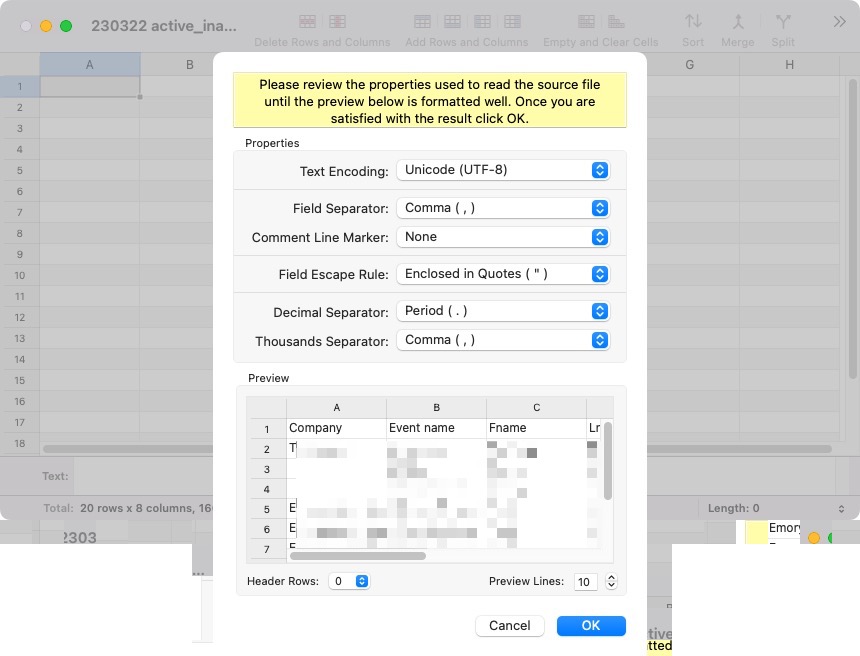 230322 active_ina...
Delete Rows and Columns
Add Rows and Columns
Empty and Clear Cells
Sort
Merge
Split
A
B
G
H
1
2
3
4
5
6
7
8
9
10
11
12
13
14
15
16
17
18
Please review the properties used to read the source file
until the preview below is formatted well. Once you are
satisfied with the result click OK.
Properties
Text Encoding: Unicode (UTF-8)
Field Separator: Comma ( , )
Comment Line Marker: None
Field Escape Rule: Enclosed in Quotes ( " )
Decimal Separator: Period ( . )
Thousands Separator: Comma ( , )
Preview
A B C
1 Company Event name Fname
2 T
3
4
5 E
6 E
7
Header Rows: 0 Preview Lines: 10
Cancel OK
Text:
Total: 20 rows x 8 columns, 16
Length: 0
2303
Emory
...
tive
tted